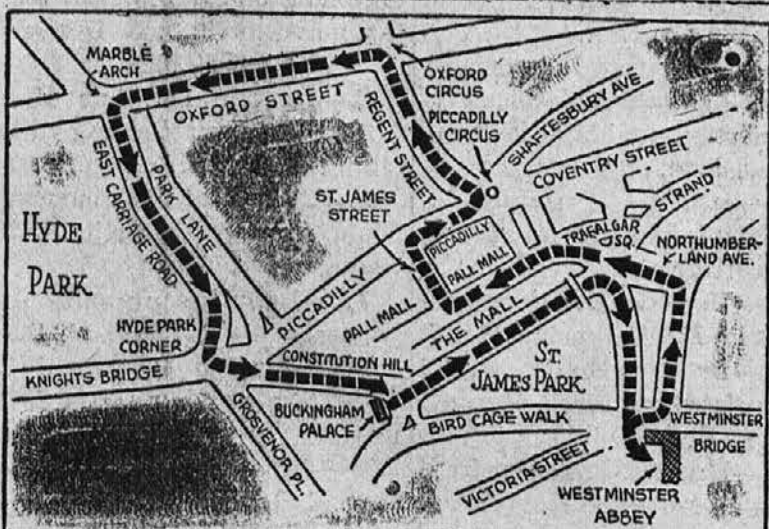 MARBLE
ARCH
OXFORD STREET
OXFORD
CIRCUS
REGENT STREET
PICCADILLY
CIRCUS
SHAFTESBURY AVE
COVENTRY STREET
STRAND
EAST CARRIAGE ROAD
PARK LANE
HYDE
PARK
ST. JAMES
STREET
PICCADILLY
PALL MALL
TRAFALGAR
SQ.
NORTHUMBER-
LAND AVE.
PICCADILLY
PALL MALL
THE MALL
HYDE PARK
CORNER
CONSTITUTION HILL
ST.
JAMES PARK
KNIGHTS BRIDGE
GROSVENOR PL.
BUCKINGHAM
PALACE
BIRD CAGE WALK
WESTMINSTER
BRIDGE
VICTORIA STREET
WESTMINSTER
ABBEY